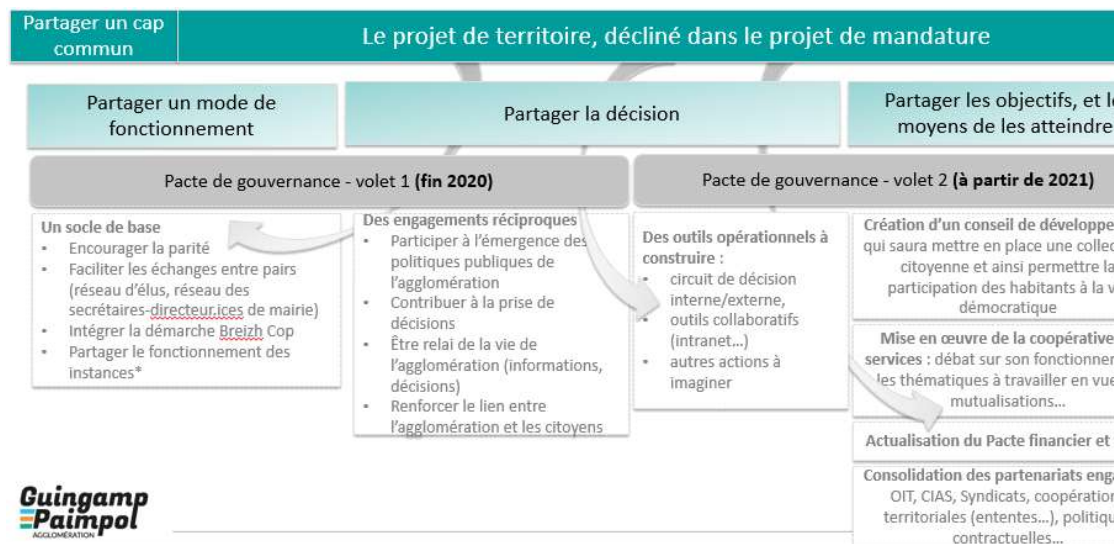 Partager un cap
commun
Le projet de territoire, décliné dans le projet de mandature
Partager un mode de
fonctionnement
Partager la décision
Partager les objectifs, et
moyens de les atteindre
Pacte de gouvernance - volet 1 (fin 2020)
Pacte de gouvernance - volet 2 (à partir de 2021)
Un socle de base
• Encourager la parité
• Faciliter les échanges entre pairs
(réseau d'élus, réseau des
secrétaires-directeur.ices de mairie)
• Intégrer la démarche Breizh Cop
• Partager le fonctionnement des
instances*
Des engagements réciproques
• Participer à l'émergence des
politiques publiques de
l'agglomération
• Contribuer à la prise de
décisions
• Être relai de la vie de
l'agglomération (informations,
décisions)
• Renforcer le lien entre
l'agglomération et les citoyens
Des outils opérationnels à
construire :
• circuit de décision
interne/externe,
• outils collaboratifs
(intranet…)
• autres actions à
imaginer
Création d'un conseil de
qui saura mettre en place une
citoyenne et ainsi permettre la
participation des habitants à la
démocratique
Mise en œuvre de la coopérative
services : débat sur son
les thématiques à travailler en vue
mutualisations…
Actualisation du Pacte financier et
Consolidation des partenariats
OIT, CIAS, Syndicats,
territoriales (ententes…),
contractuelles…
Guingamp
Paimpol
AGGLOMÉRATION